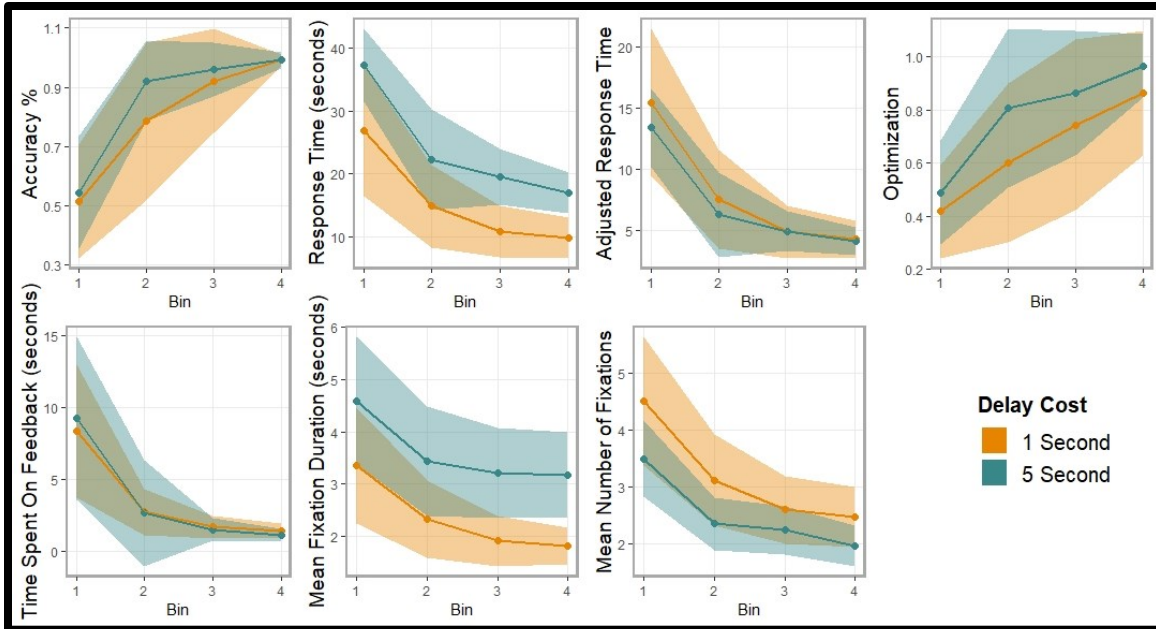 Accuracy %
1.1
0.9
0.7
0.5
0.3
1 2 3 4
Bin
Response Time (seconds)
40
30
20
10
1 2 3 4
Bin
Adjusted Response Time
20
15
10
5
1 2 3 4
Bin
Optimization
1.0
0.8
0.6
0.4
0.2
1 2 3 4
Bin
Time Spent On Feedback (seconds)
15
10
5
0
1 2 3 4
Bin
Mean Fixation Duration (seconds)
6
5
4
3
2
1 2 3 4
Bin
Mean Number of Fixations
5
4
3
2
1 2 3 4
Bin
Delay Cost
1 Second
5 Second